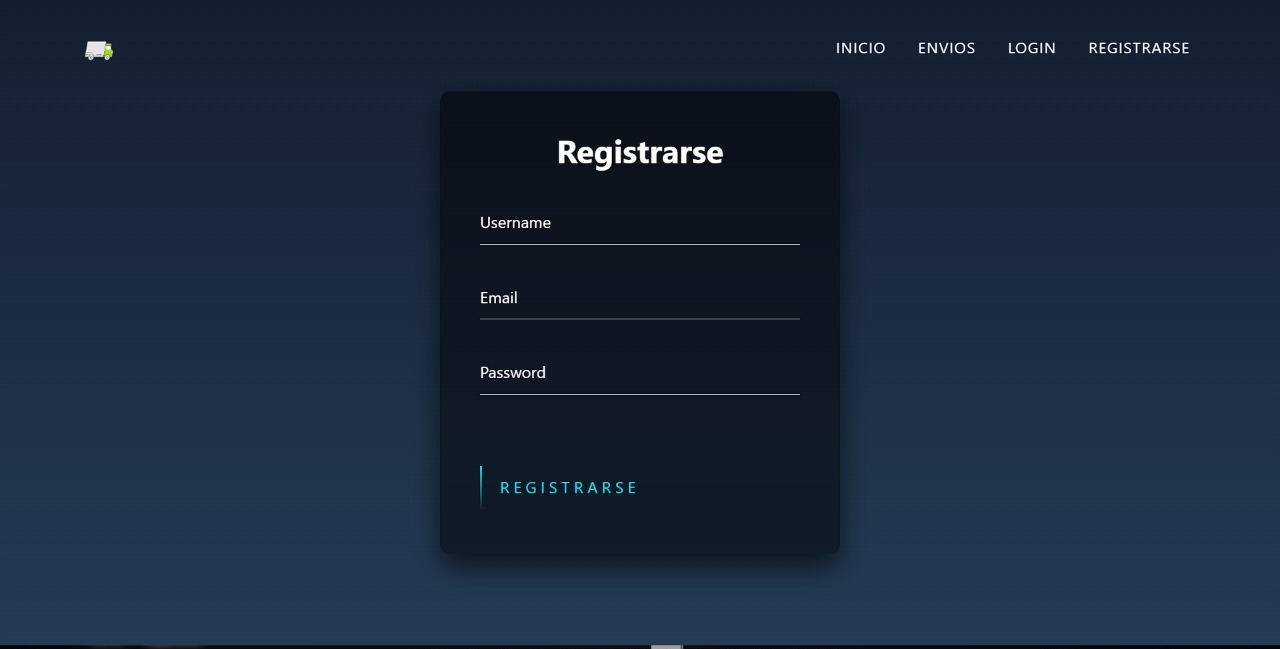 INICIO ENVIOS LOGIN REGISTRARSE
Registrarse
Username
Email
Password
REGISTRARSE